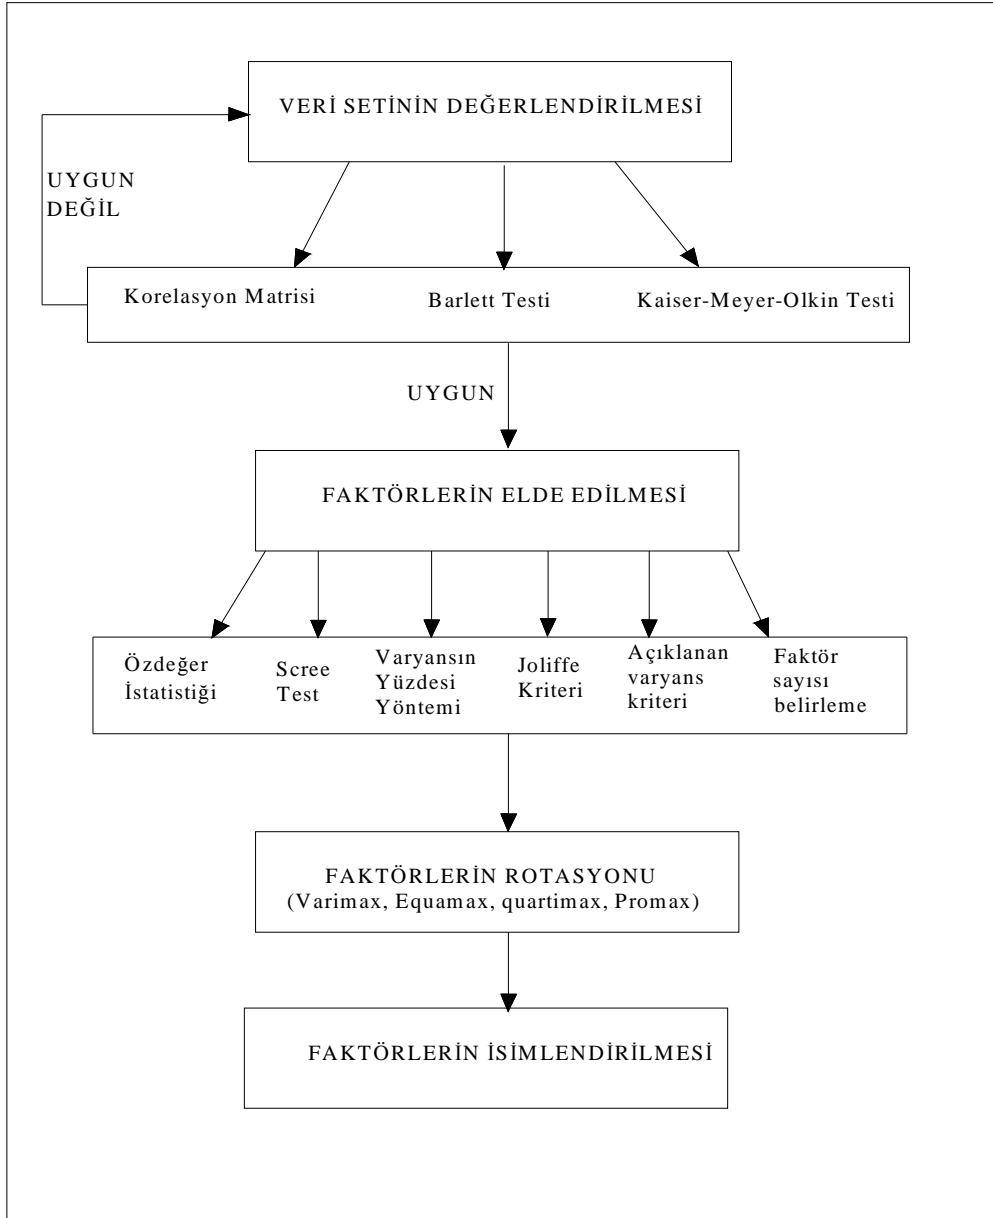 VERİ SETİNİN DEĞERLENDİRİLMESİ
UYGUN
DEĞİL
Korelasyon Matrisi
Barlett Testi
Kaiser-Meyer-Olkin Testi
UYGUN
FAKTÖRLERİN ELDE EDİLMESİ
Özdeğer
İstatistiği
Scree
Test
Varyansın
Yüzdesi
Yöntemi
Joliffe
Kriteri
Açıklanan
varyans
kriteri
Faktör
sayısı
belirleme
FAKTÖRLERİN ROTASYONU
(Varimax, Equamax, quartimax, Promax)
FAKTÖRLERİN İSİMLENDİRİLMESİ